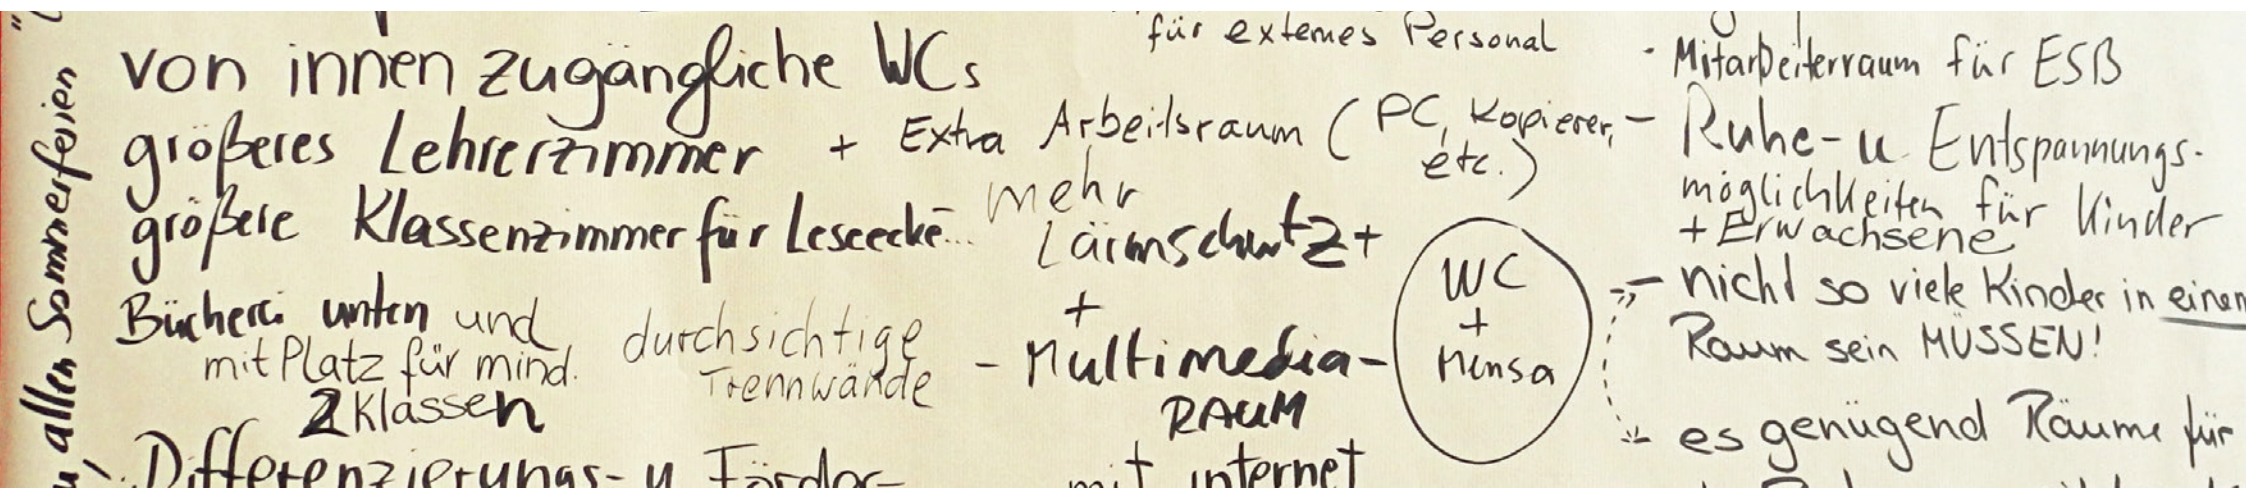 von innen zugängliche WCs
größeres Lehrerzimmer + Extra Arbeitsraum (PC, Kopierer, etc.)
größere Klassenzimmer für Leseecke...
Bücherei unten und
mit Platz für mind.
2 Klassen
durchsichtige
Trennwände
Differenzierungs- u. Förder-
für externes Personal
mehr
Lärmschutz +
+
- Multimedia-
RAUM
mit internet
WC
+
Mensa
· Mitarbeiterraum für ESB
- Ruhe- u. Entspannungs-
möglichkeiten für Kinder
+ Erwachsene
- nicht so viele Kinder in einem
Raum sein MÜSSEN!
es genügend Räume für
allen Sommerferien